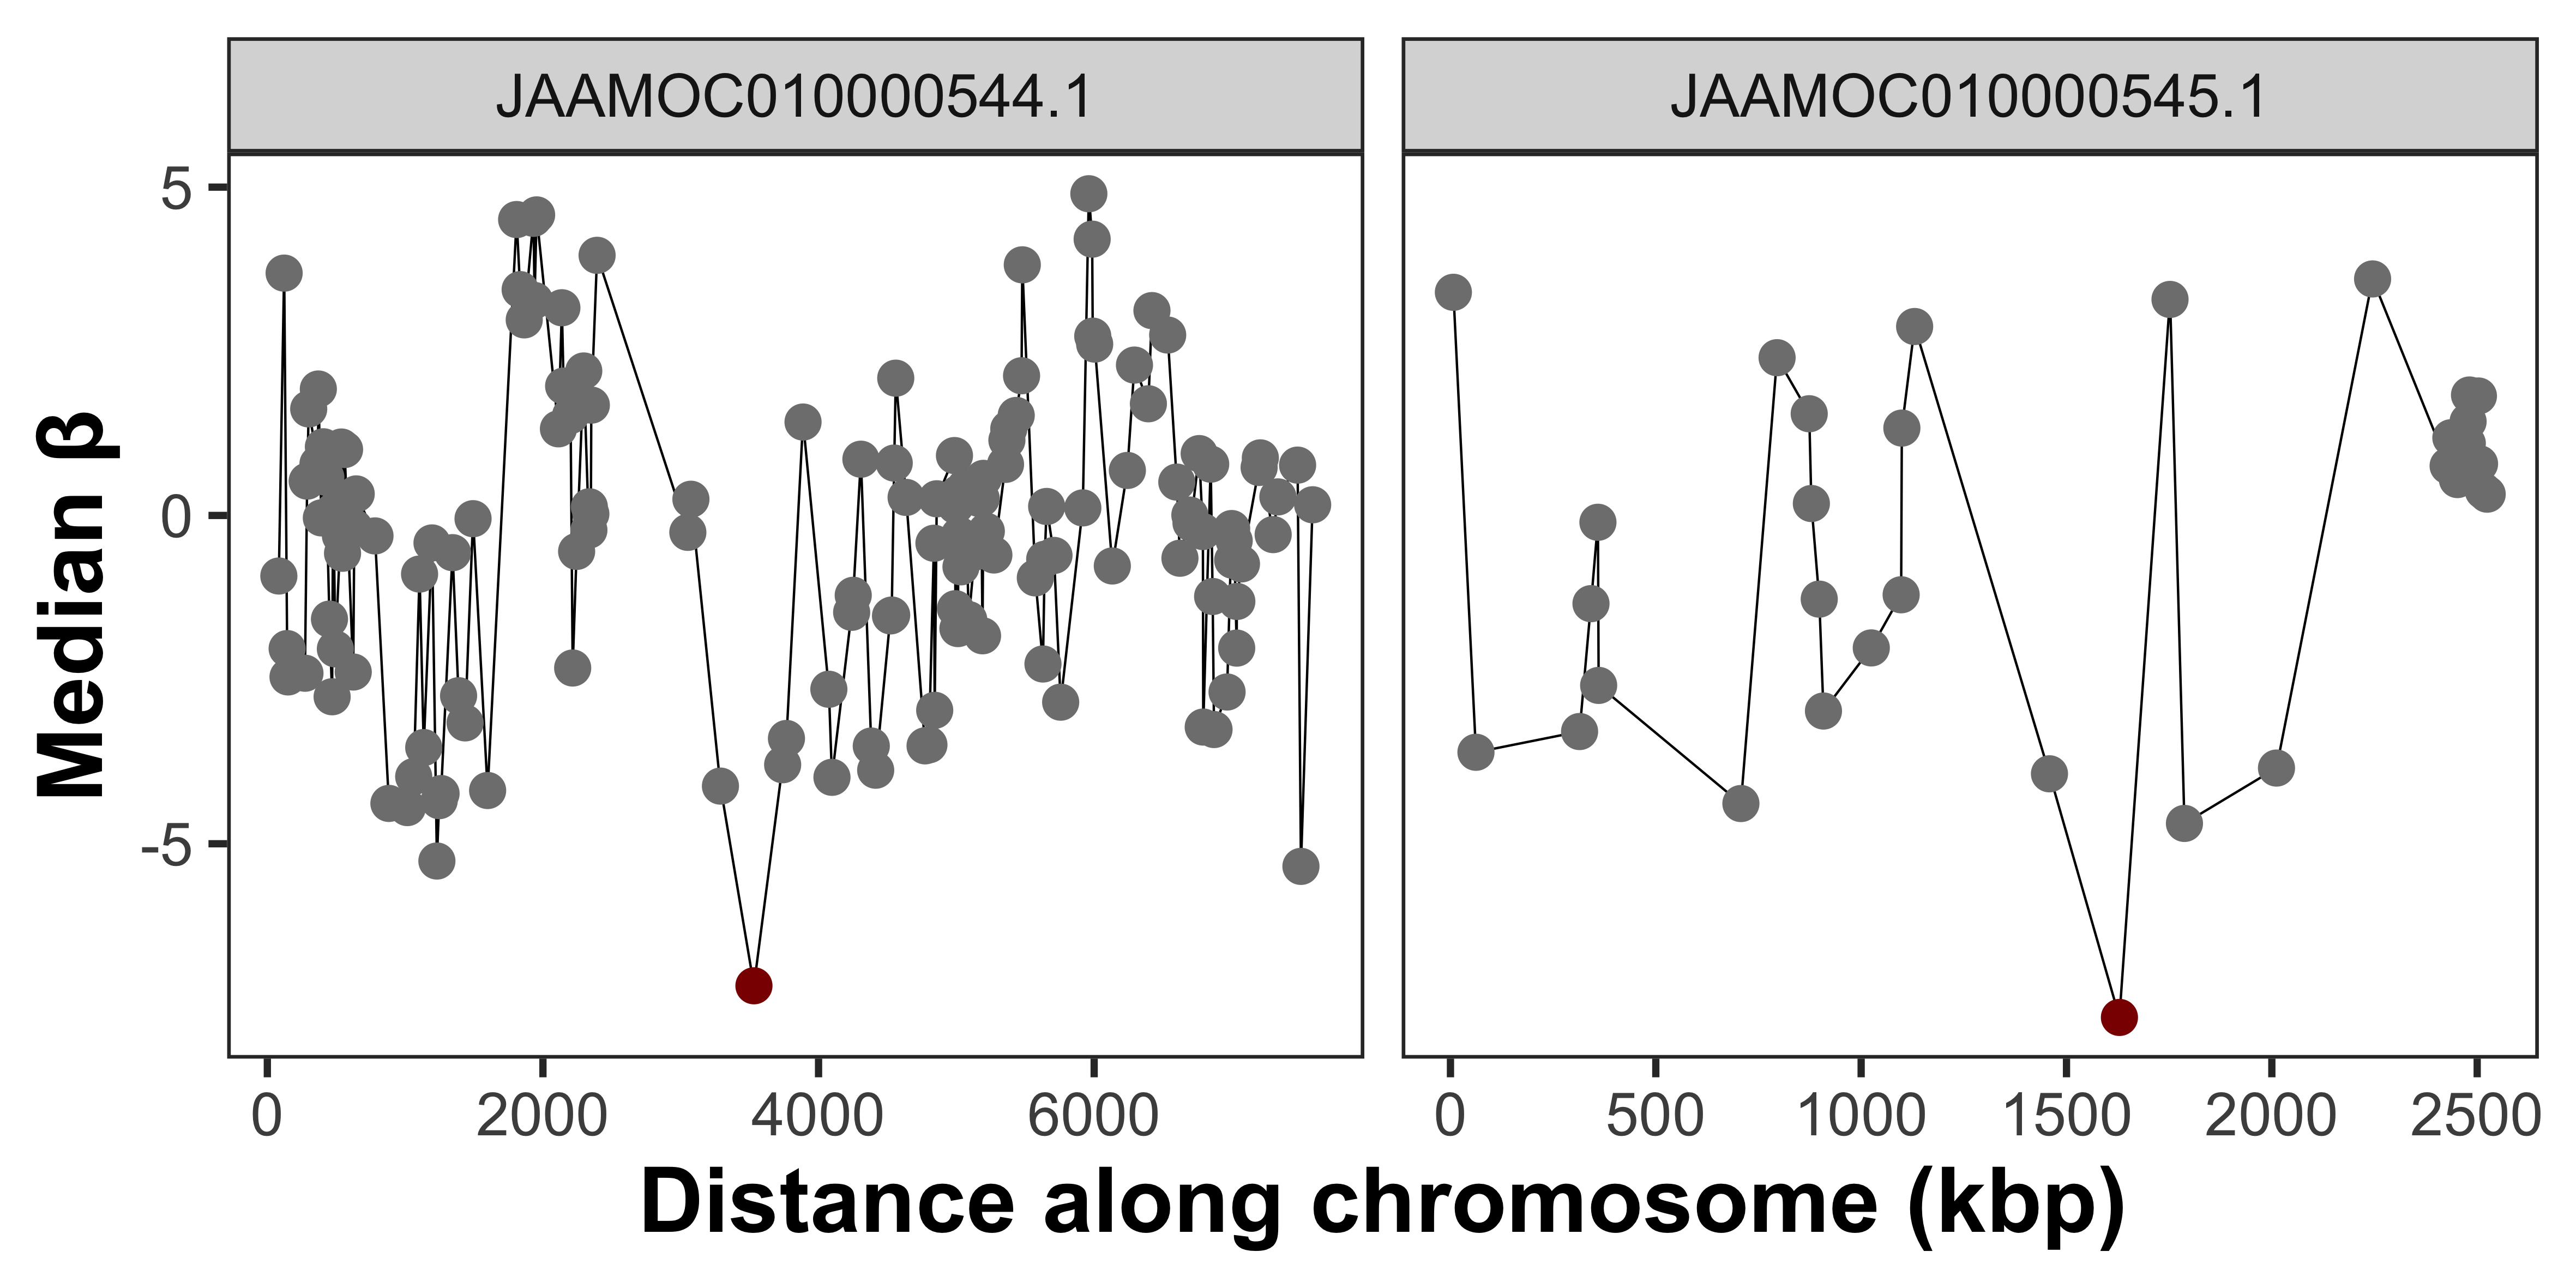 JAAMOC010000544.1 JAAMOC010000545.1
Median β
5
0
-5
0 2000 4000 6000 0 500 1000 1500 2000 2500
Distance along chromosome (kbp)